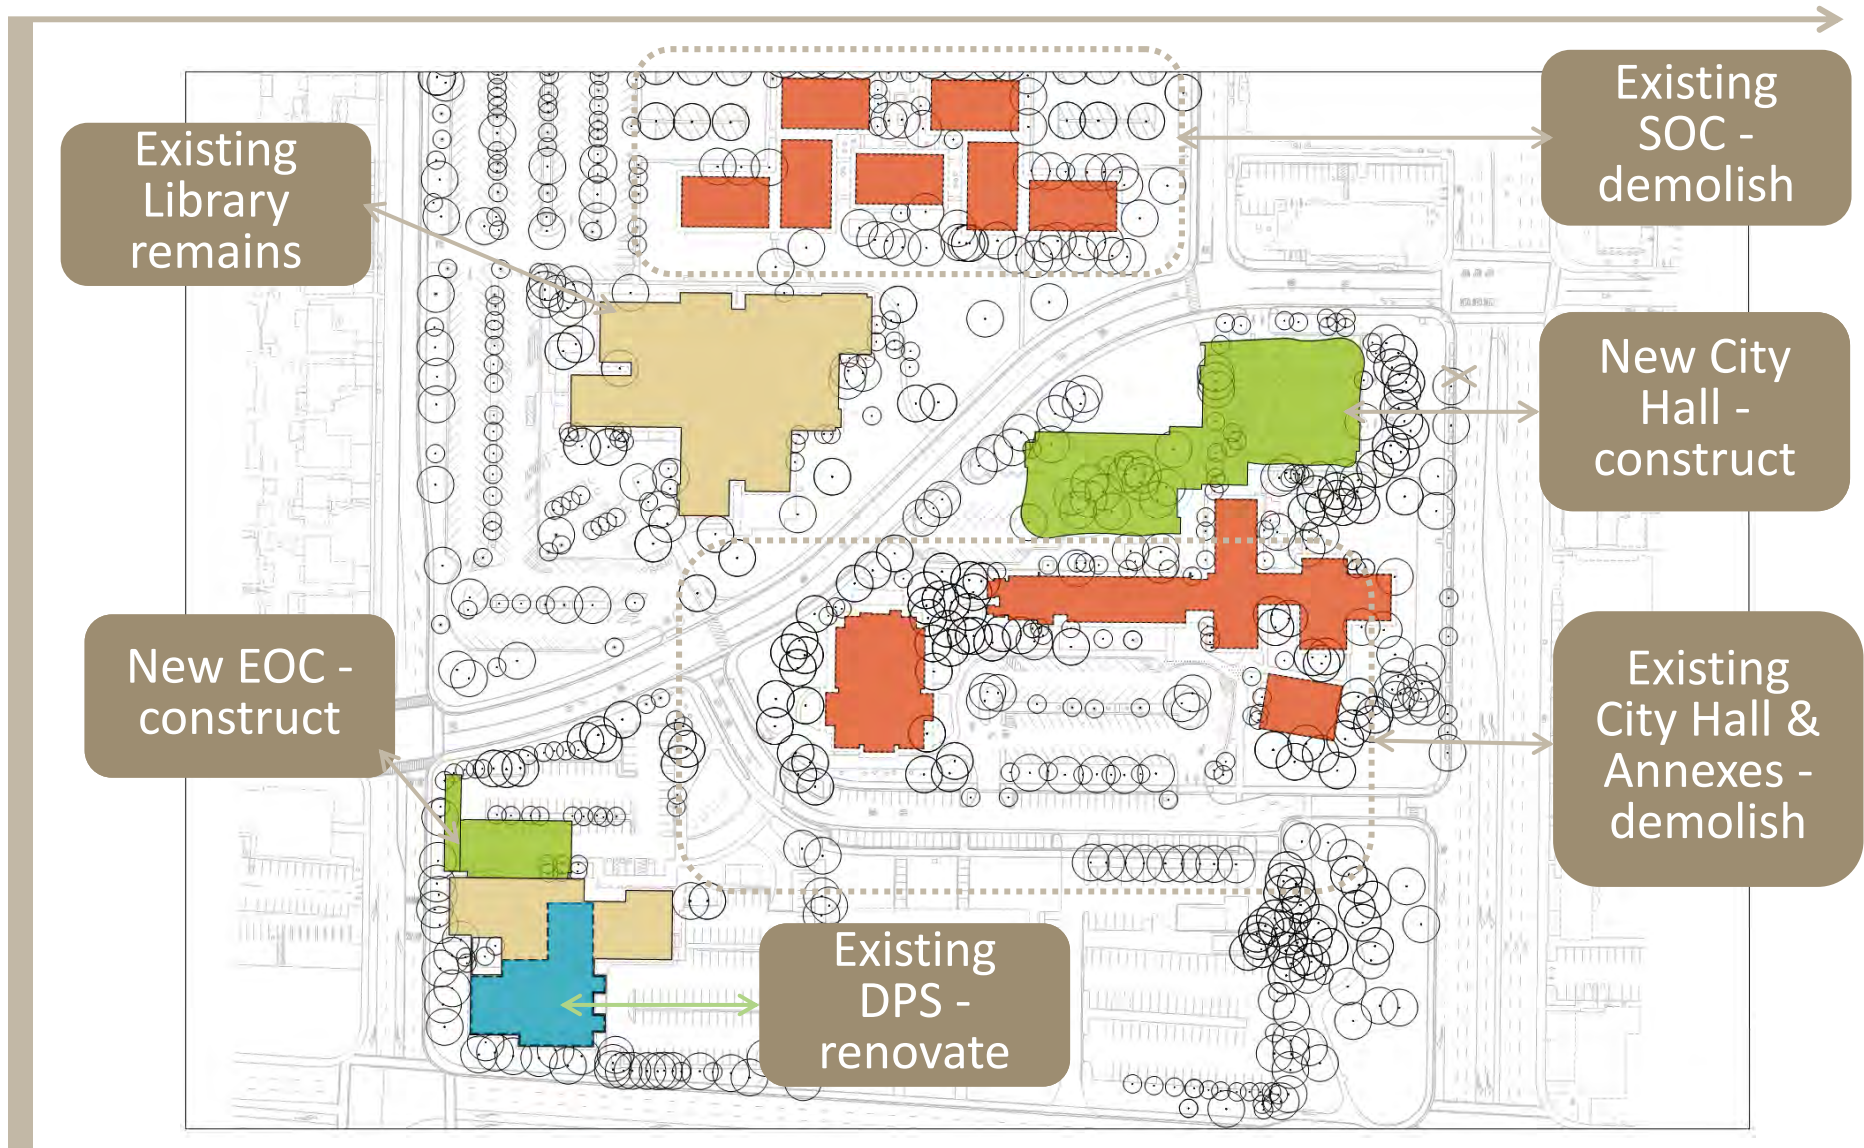 Existing
SOC -
demolish
Existing
Library
remains
New City
Hall -
construct
New EOC -
construct
Existing
City Hall &
Annexes -
demolish
Existing
DPS -
renovate